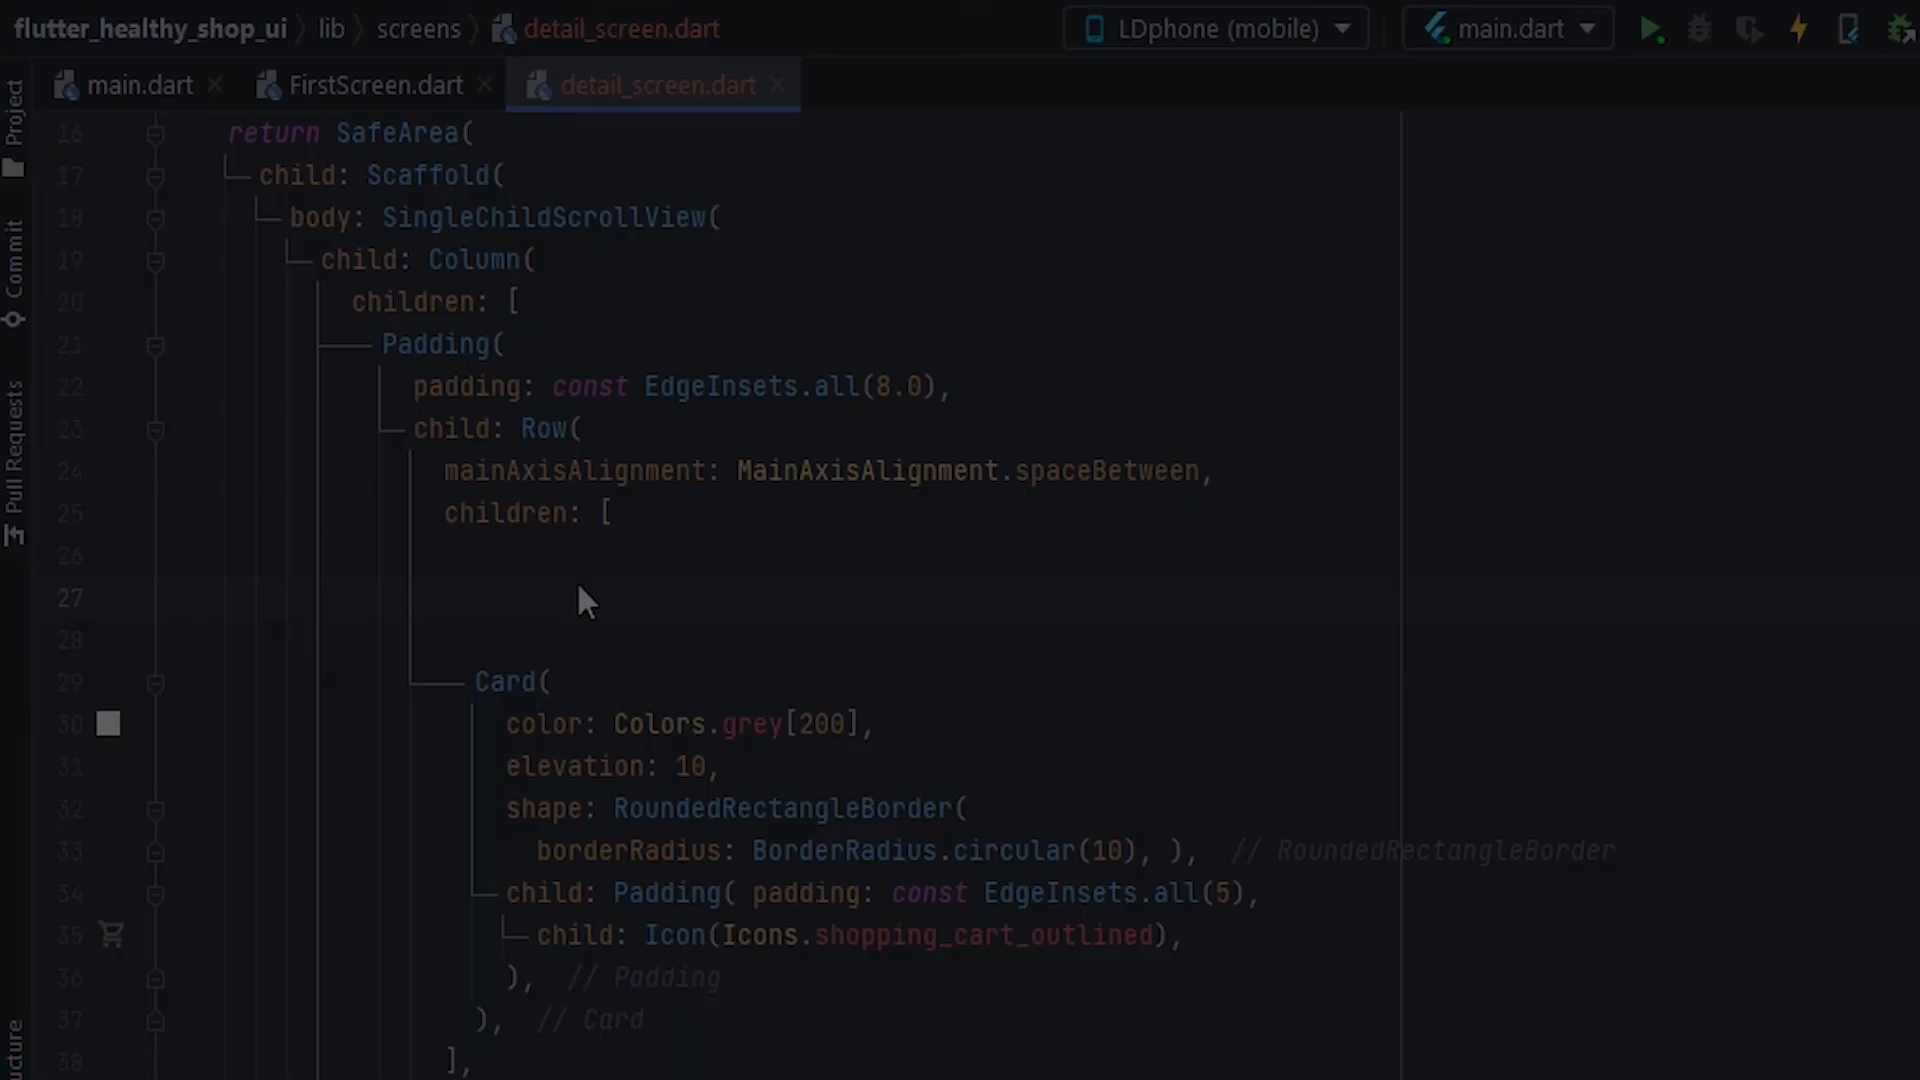 flutter_healthy_shop_ui lib screens detail_screen.dart LDphone (mobile) main.dart
main.dart FirstScreen.dart detail_screen.dart
Project
Commit
Pull Requests
ucture
16 return SafeArea(
17 child: Scaffold(
18 body: SingleChildScrollView(
19 child: Column(
20 children: [
21 Padding(
22 padding: const EdgeInsets.all(8.0),
23 child: Row(
24 mainAxisAlignment: MainAxisAlignment.spaceBetween,
25 children: [
26
27
28
29 Card(
30 color: Colors.grey[200],
31 elevation: 10,
32 shape: RoundedRectangleBorder(
33 borderRadius: BorderRadius.circular(10), ), // RoundedRectangleBorder
34 child: Padding( padding: const EdgeInsets.all(5),
35 child: Icon(Icons.shopping_cart_outlined),
36 ), // Padding
37 ), // Card
38 ],